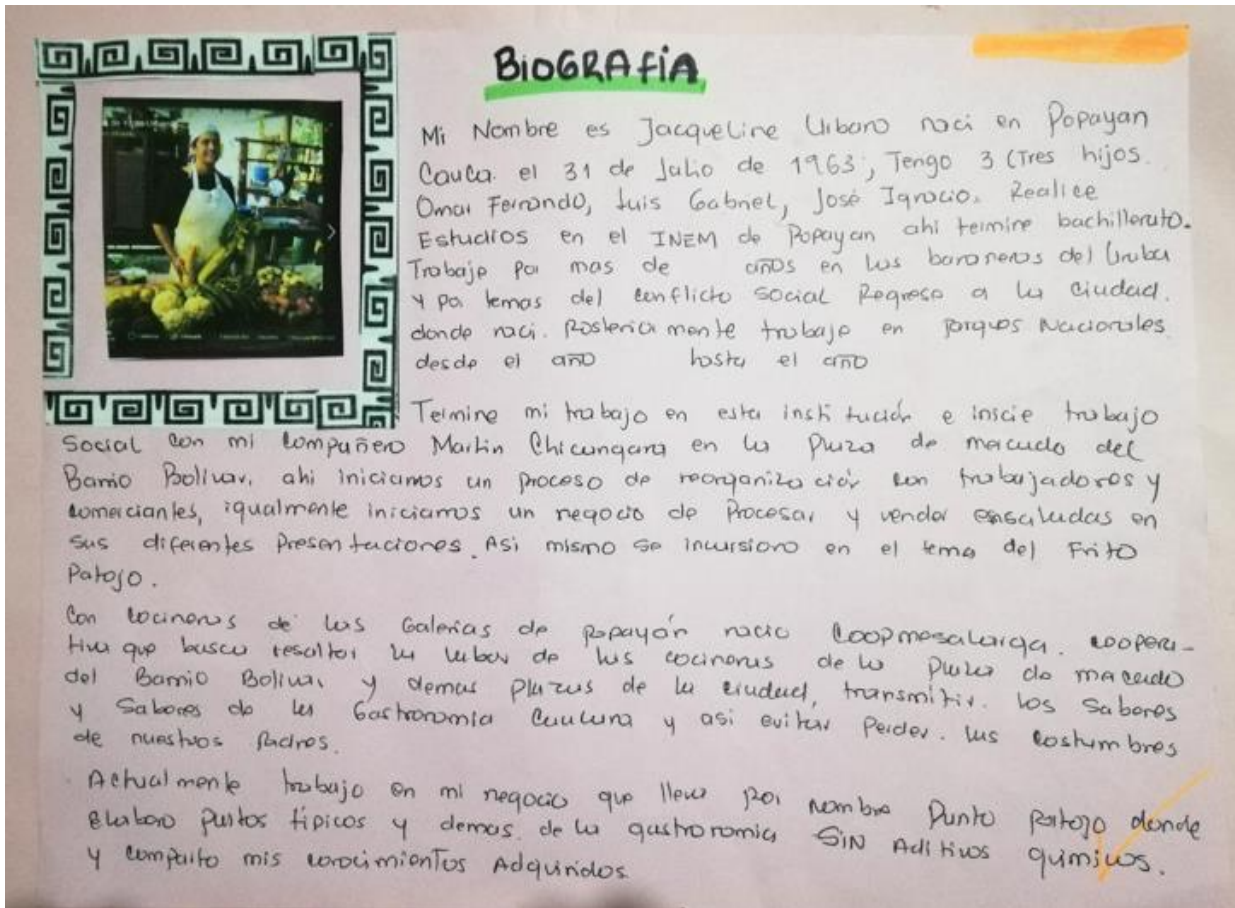 BIOGRAFIA
Mi Nombre es Jacqueline Urbano naci en Popayan
Cauca. el 31 de Julio de 1963, Tengo 3 (Tres hijos.
Omar Fernando, Luis Gabriel, José Ignacio. Realice
Estudios en el INEM de Popayan ahi termine bachillerato.
Trabaje por mas de años en las bananeras del Uraba
y por temas del conflicto social Regreso a la ciudad.
donde naci. Posteriormente trabaje en parques Nacionales
desde el año hasta el año
Termine mi trabajo en esta institución e inicie trabajo
Social con mi compañero Martin Chicangana en la plaza de mercado del
Barrio Bolivar, ahi iniciamos un proceso de reorganización con trabajadores y
comerciantes, igualmente iniciamos un negocio de Procesar y vender ensaladas en
sus diferentes Presentaciones. Asi mismo se incursiono en el tema del Frito
Patojo.
Con cocineras de las Galerias de Popayán nacio Coopmesalarga. coopera-
tiva que busca resaltar la labor de las cocineras de la plaza de mercado
del Barrio Bolivar y demas plazas de la ciudad, transmitir. los Saberes
y Sabores de la Gastronomia Caucana y asi evitar Perder. las costumbres
de nuestros Padres.
Actualmente trabajo en mi negocio que lleva por nombre Punto patojo donde
elaboro platos típicos y demas de la gastronomia SIN Aditivos quimicos.
y comparto mis conocimientos Adquiridos.